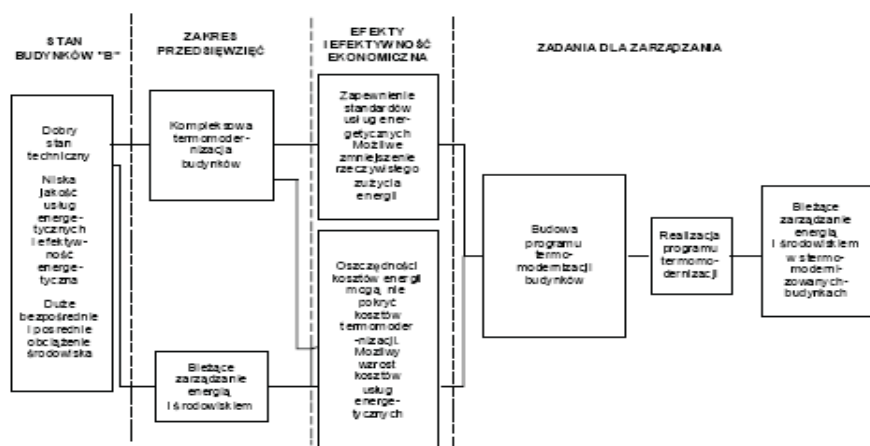 STAN
BUDYNKÓW "B"
ZAKRES
PRZEDSIĘWZIĘĆ
EFEKTY
I EFEKTYWNOŚĆ
EKONOMICZNA
ZADANIA DLA ZARZĄDZANIA
Dobry
stan
techniczny
Niska
jakość
usług
energe-
tycznych
i efektyw-
ność
energe-
tyczna
Duże
bezpośrednie
i pośrednie
obciążenie
środowiska
Kompleksowa
termomoder-
nizacja
budynków
Bieżące
zarządzanie
energią
i środowiskiem
Zapewnienie
standardów
usług ener-
getycznych
Możliwe
zmniejszenie
rzeczywistego
zużycia
energii
Oszczędności
kosztów energii
mogą, nie
pokryć
kosztów
termomoder
-nizacji.
Możliwy
wzrost
kosztów
usług
energe-
tycznych
Budowa
programu
termo-
modernizacji
budynków
Realizacja
programu
termomo-
dernizacji
Bieżące
zarządzanie
energią
i środowiskiem
w stermo-
moderni-
zowanych-
budynkach